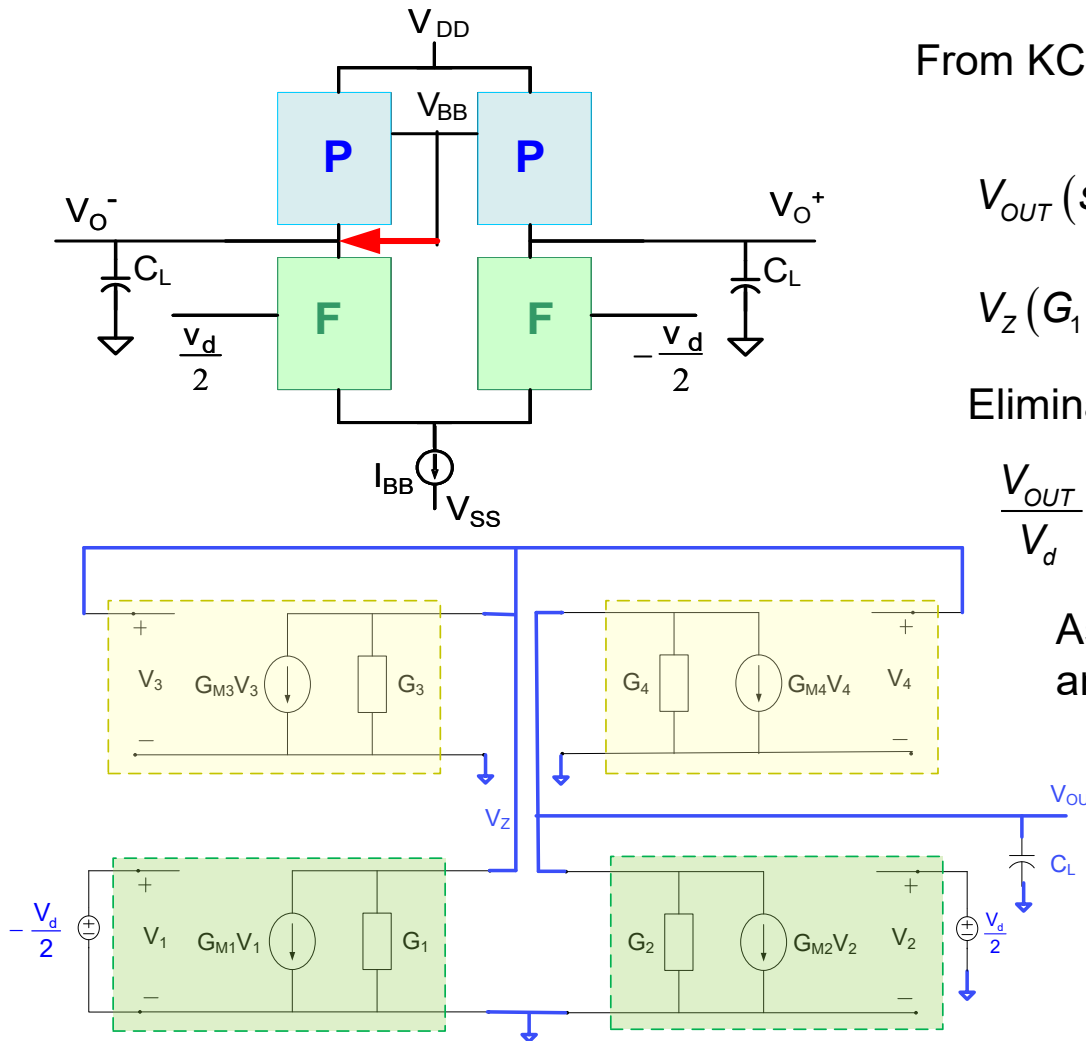 V_DD
From KC
V_BB
P P
V_O^- V_O^+
V_OUT (s
C_L C_L
F F
V_Z (G_1
v_d/2 -v_d/2
Elimina
I_BB
V_SS
V_OUT/V_d
+ +
V_3 G_M3V_3 G_3 G_4 G_M4V_4 V_4
− −
V_Z
V_OU
C_L
+ +
-V_d/2 V_1 G_M1V_1 G_1 G_2 G_M2V_2 V_2 V_d/2
− −